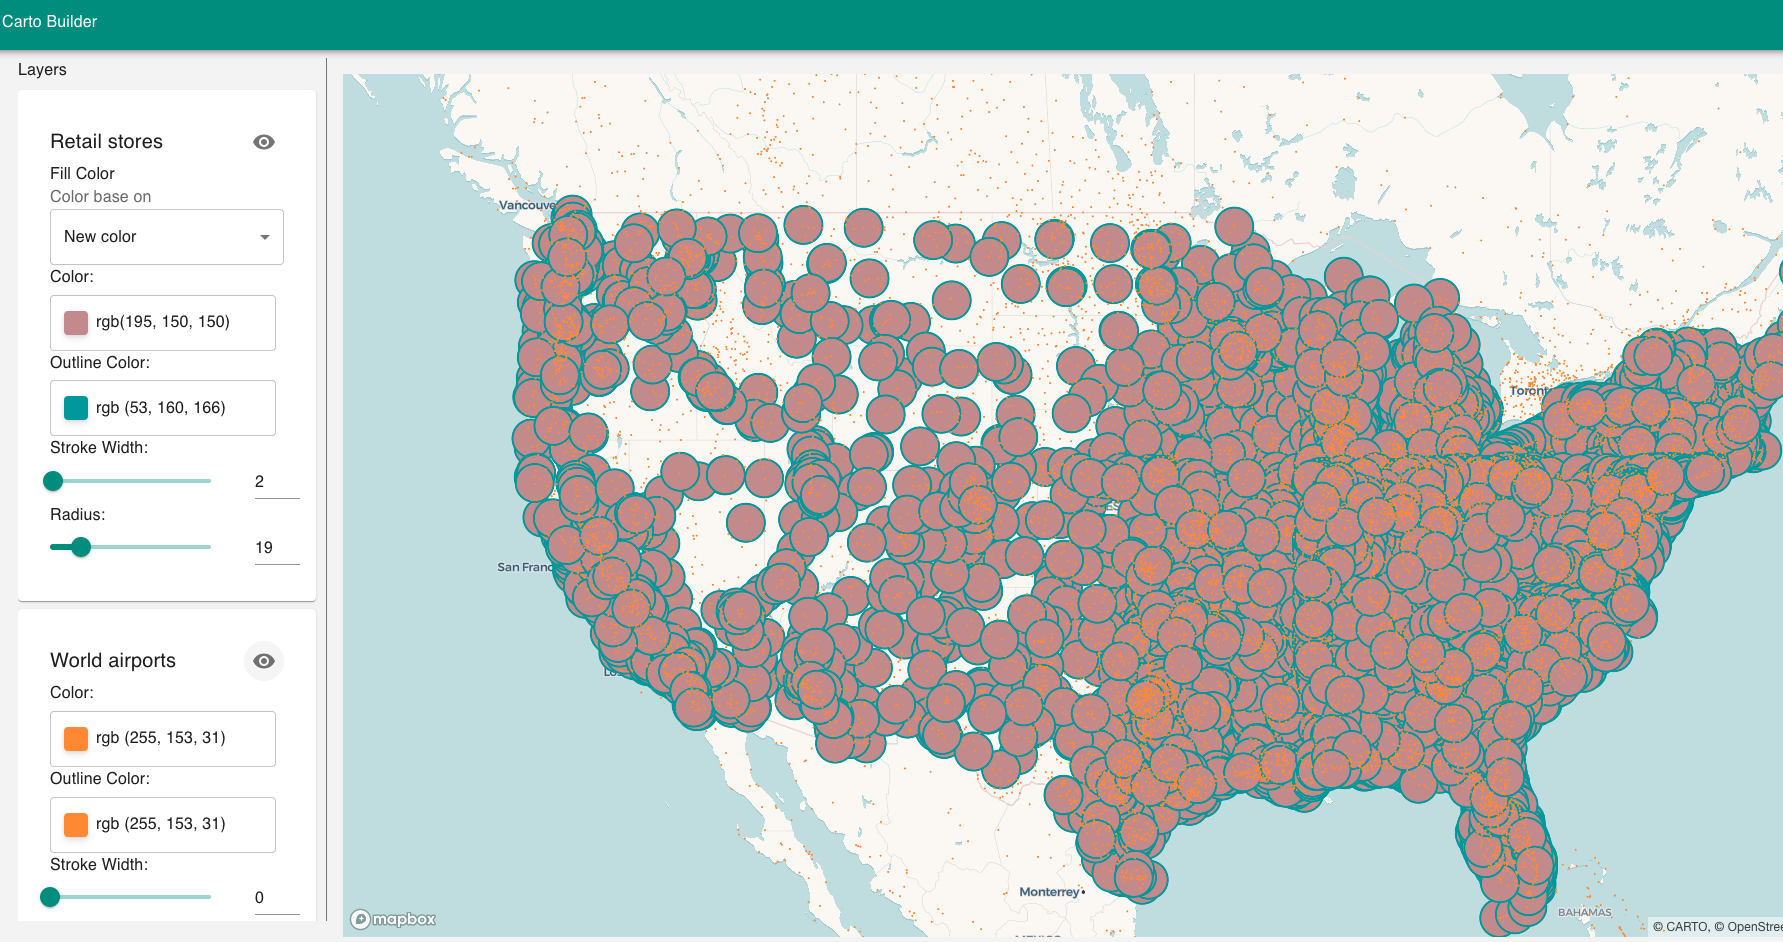 Carto Builder
Layers
Retail stores
Fill Color
Color base on
New color
Color:
rgb(195, 150, 150)
Outline Color:
rgb (53, 160, 166)
Stroke Width:
2
Radius:
19
World airports
Color:
rgb (255, 153, 31)
Outline Color:
rgb (255, 153, 31)
Stroke Width:
0
Vancouve
Toront
San Franc
Monterrey
BAHAMAS
mapbox
© CARTO, © OpenStree